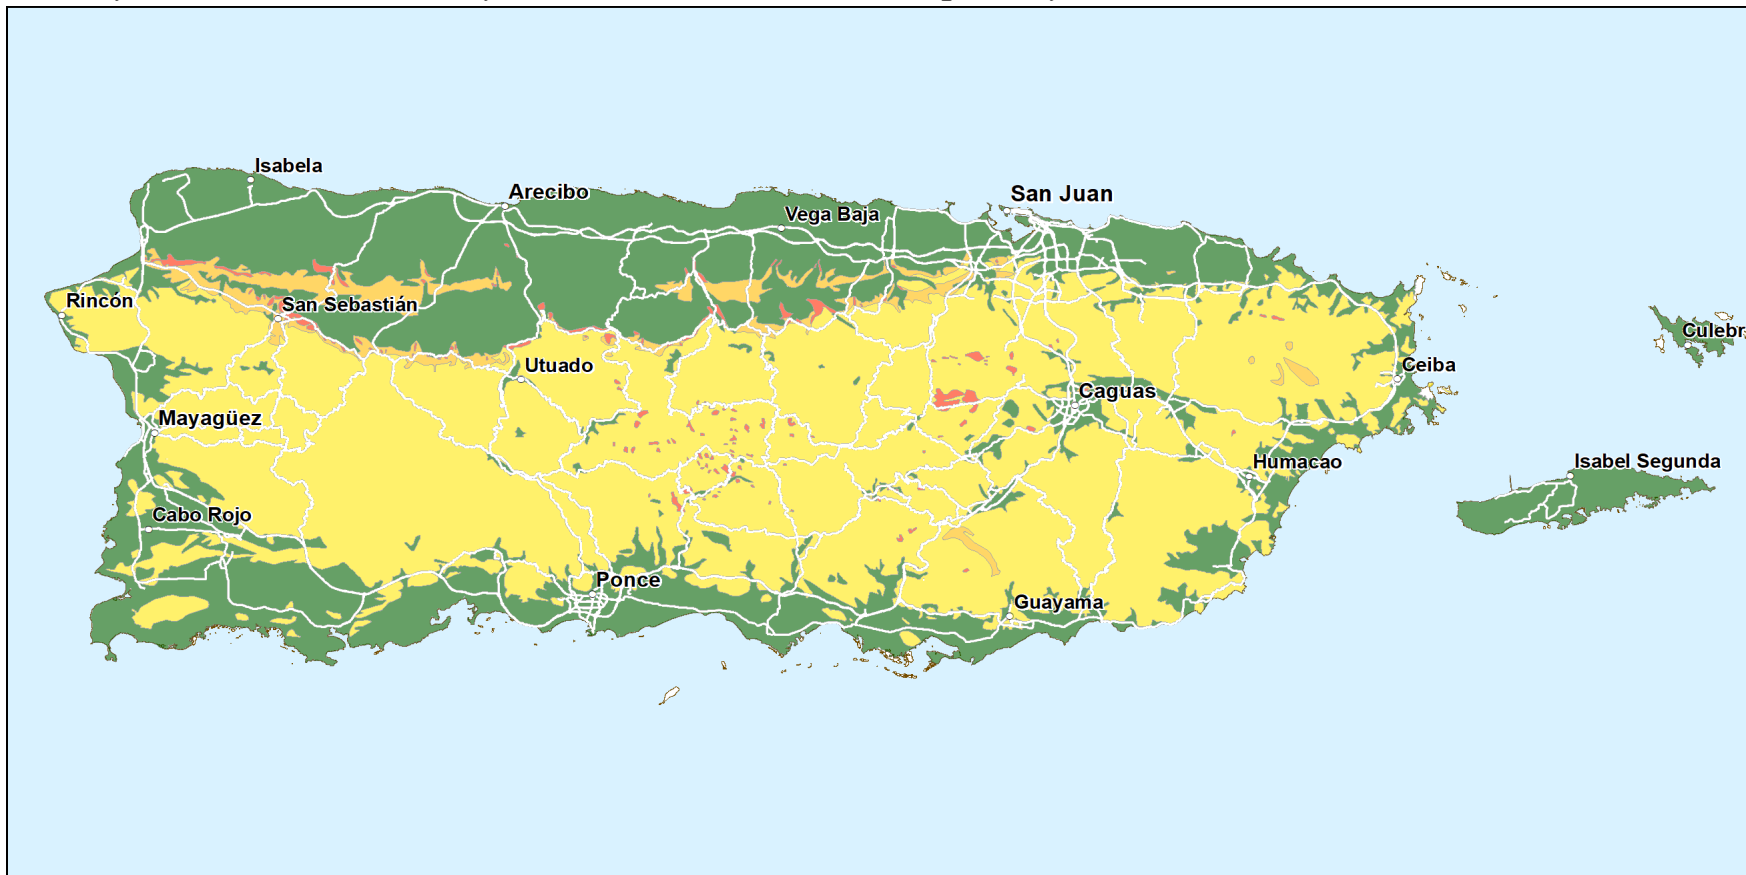 Isabela
Arecibo
San Juan
Vega Baja
Rincón
San Sebastián
Culebr
Utuado
Ceiba
Caguas
Mayagüez
Humacao
Isabel Segunda
Cabo Rojo
Ponce
Guayama